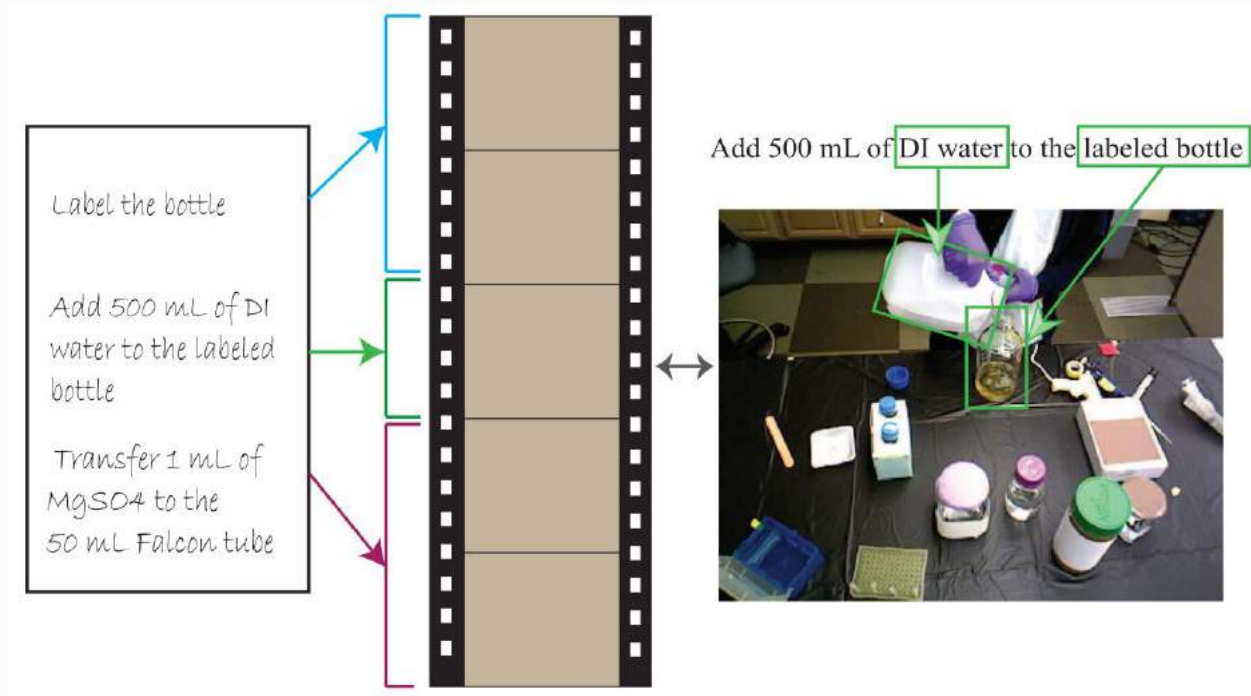 Label the bottle
Add 500 mL of DI
water to the labeled
bottle
Transfer 1 mL of
MgSO4 to the
50 mL Falcon tube
Add 500 mL of DI water to the labeled bottle